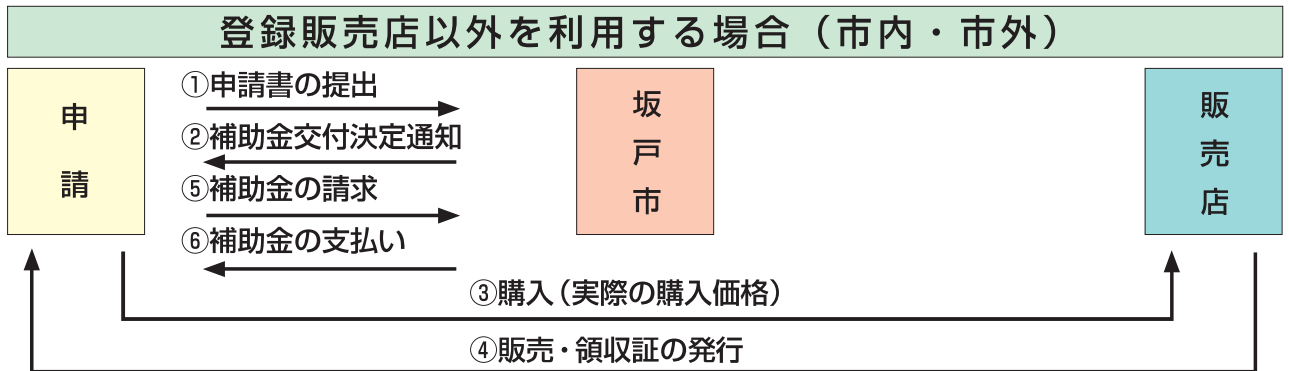 登録販売店以外を利用する場合（市内・市外）
申請
①申請書の提出
②補助金交付決定通知
⑤補助金の請求
⑥補助金の支払い
坂戸市
販売店
③購入（実際の購入価格）
④販売・領収証の発行